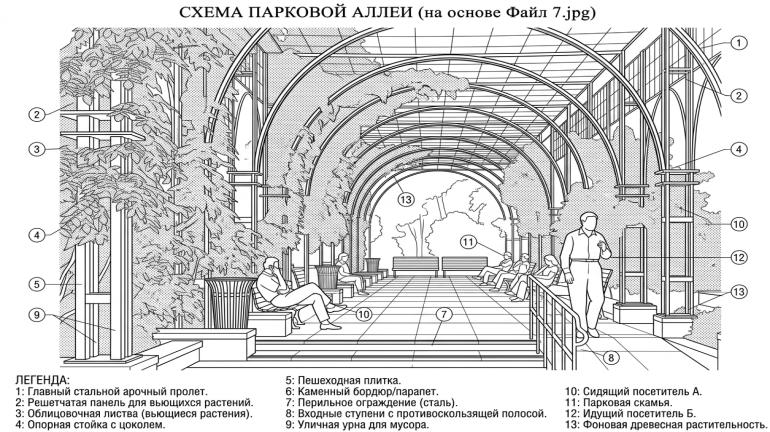 СХЕМА ПАРКОВОЙ АЛЛЕИ (на основе Файл 7.jpg)
1
2
2
3
4
4
13
10
11
12
5
13
9
10
7
8
ЛЕГЕНДА:
1: Главный стальной арочный пролет.
2: Решетчатая панель для вьющихся растений.
3: Облицовочная листва (вьющиеся растения).
4: Опорная стойка с цоколем.
5: Пешеходная плитка.
6: Каменный бордюр/парапет.
7: Перильное ограждение (сталь).
8: Входные ступени с противоскользящей полосой.
9: Уличная урна для мусора.
10: Сидящий посетитель А.
11: Парковая скамья.
12: Идущий посетитель Б.
13: Фоновая древесная растительность.